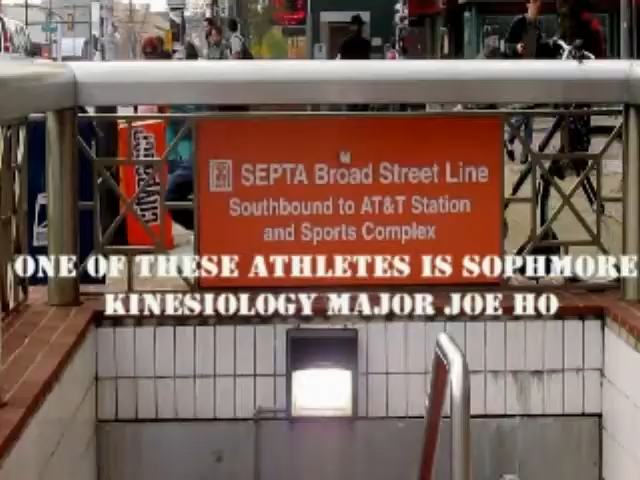 SEPTA Broad Street Line
Southbound to AT&T Station
and Sports Complex
ONE OF THESE ATHLETES IS SOPHMORE
KINESIOLOGY MAJOR JOE HO